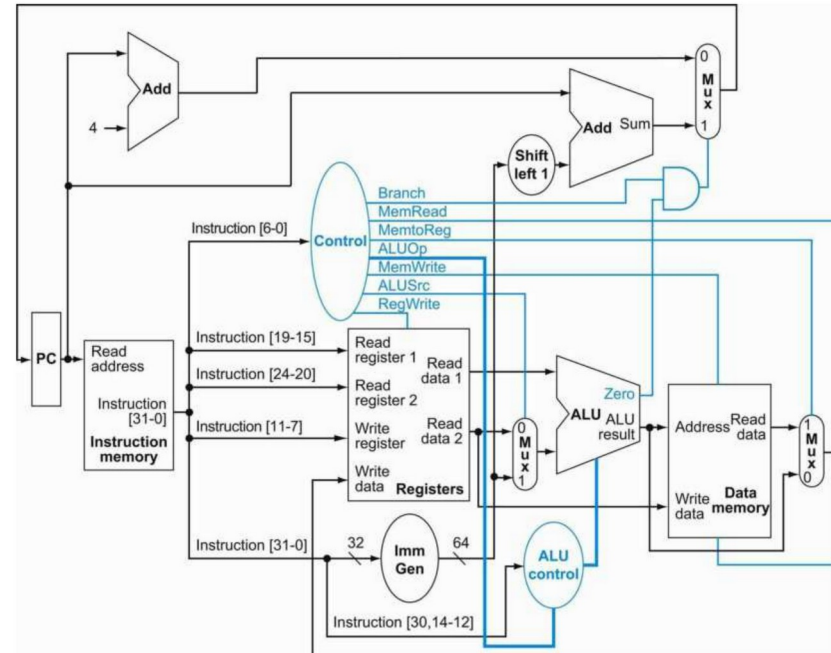 Add
4
Add Sum
0
M
u
x
1
Shift
left 1
Branch
MemRead
MemtoReg
ALUOp
MemWrite
ALUSrc
RegWrite
Control
Instruction [6-0]
PC
Read
address
Instruction
[31-0]
Instruction
memory
Instruction [19-15]
Instruction [24-20]
Instruction [11-7]
Read
register 1
Read
register 2
Write
register
Write
data
Read
data 1
Read
data 2
Registers
0
M
u
x
1
Zero
ALU
ALU
result
Address
Read
data
Write
data
Data
memory
1
M
u
x
0
Instruction [31-0]
32
Imm
Gen
64
ALU
control
Instruction [30,14-12]